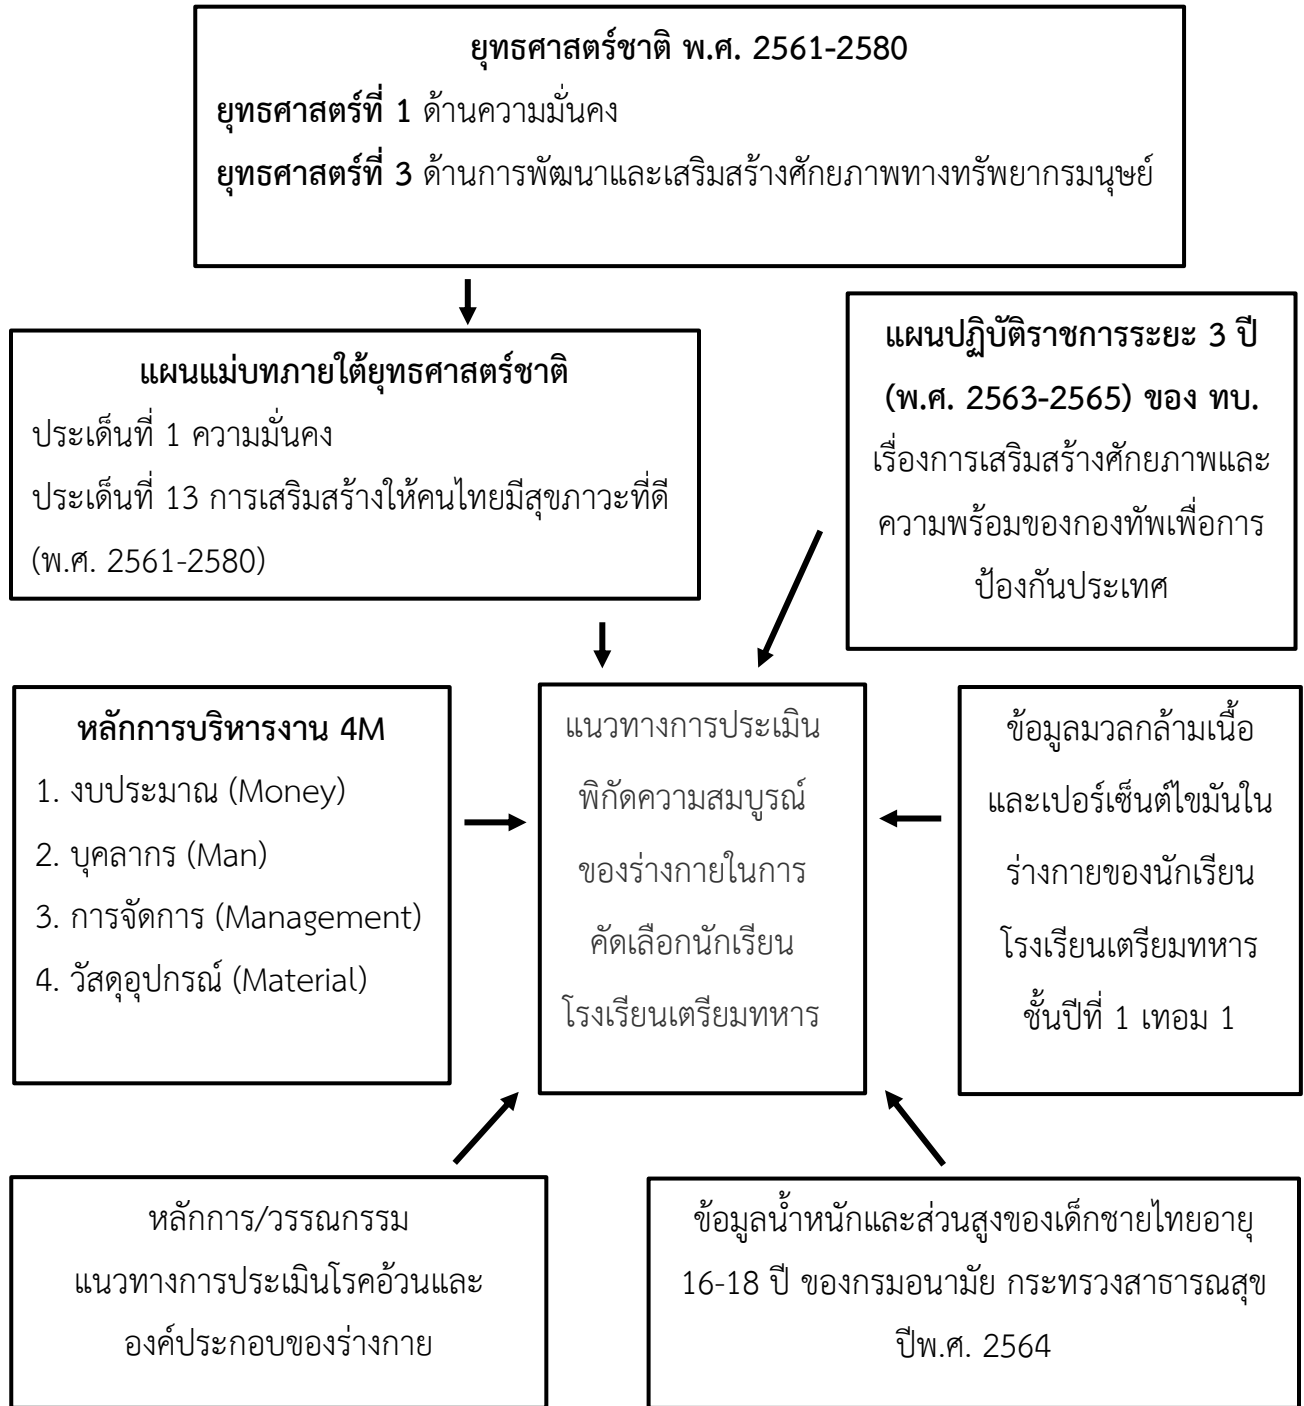 ยุทธศาสตร์ชาติ พ.ศ. 2561-2580
ยุทธศาสตร์ที่ 1 ด้านความมั่นคง
ยุทธศาสตร์ที่ 3 ด้านการพัฒนาและเสริมสร้างศักยภาพทางทรัพยากรมนุษย์
แผนแม่บทภายใต้ยุทธศาสตร์ชาติ
ประเด็นที่ 1 ความมั่นคง
ประเด็นที่ 13 การเสริมสร้างให้คนไทยมีสุขภาวะที่ดี
(พ.ศ. 2561-2580)
แผนปฏิบัติราชการระยะ 3 ปี
(พ.ศ. 2563-2565) ของ ทบ.
เรื่องการเสริมสร้างศักยภาพและ
ความพร้อมของกองทัพเพื่อการ
ป้องกันประเทศ
หลักการบริหารงาน 4M
1. งบประมาณ (Money)
2. บุคลากร (Man)
3. การจัดการ (Management)
4. วัสดุอุปกรณ์ (Material)
แนวทางการประเมิน
พิกัดความสมบูรณ์
ของร่างกายในการ
คัดเลือกนักเรียน
โรงเรียนเตรียมทหาร
ข้อมูลมวลกล้ามเนื้อ
และเปอร์เซ็นต์ไขมันใน
ร่างกายของนักเรียน
โรงเรียนเตรียมทหาร
ชั้นปีที่ 1 เทอม 1
หลักการ/วรรณกรรม
แนวทางการประเมินโรคอ้วนและ
องค์ประกอบของร่างกาย
ข้อมูลน้ำหนักและส่วนสูงของเด็กชายไทยอายุ
16-18 ปี ของกรมอนามัย กระทรวงสาธารณสุข
ปีพ.ศ. 2564